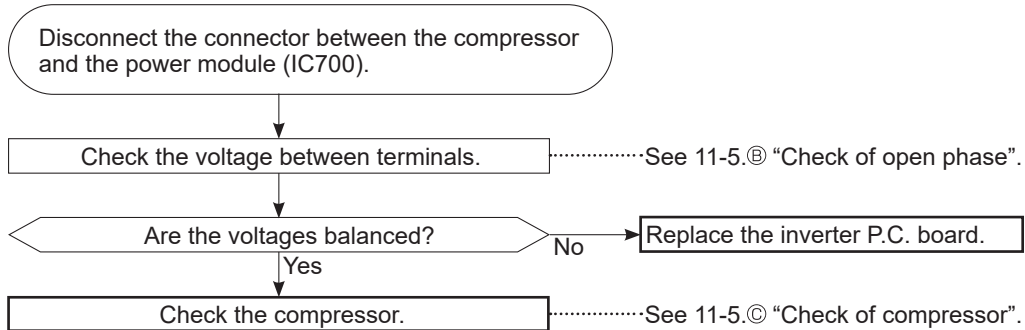 Disconnect the connector between the compressor
and the power module (IC700).
Check the voltage between terminals.
See 11-5.Ⓑ “Check of open phase”.
Are the voltages balanced?
No
Replace the inverter P.C. board.
Yes
Check the compressor.
See 11-5.Ⓒ “Check of compressor”.